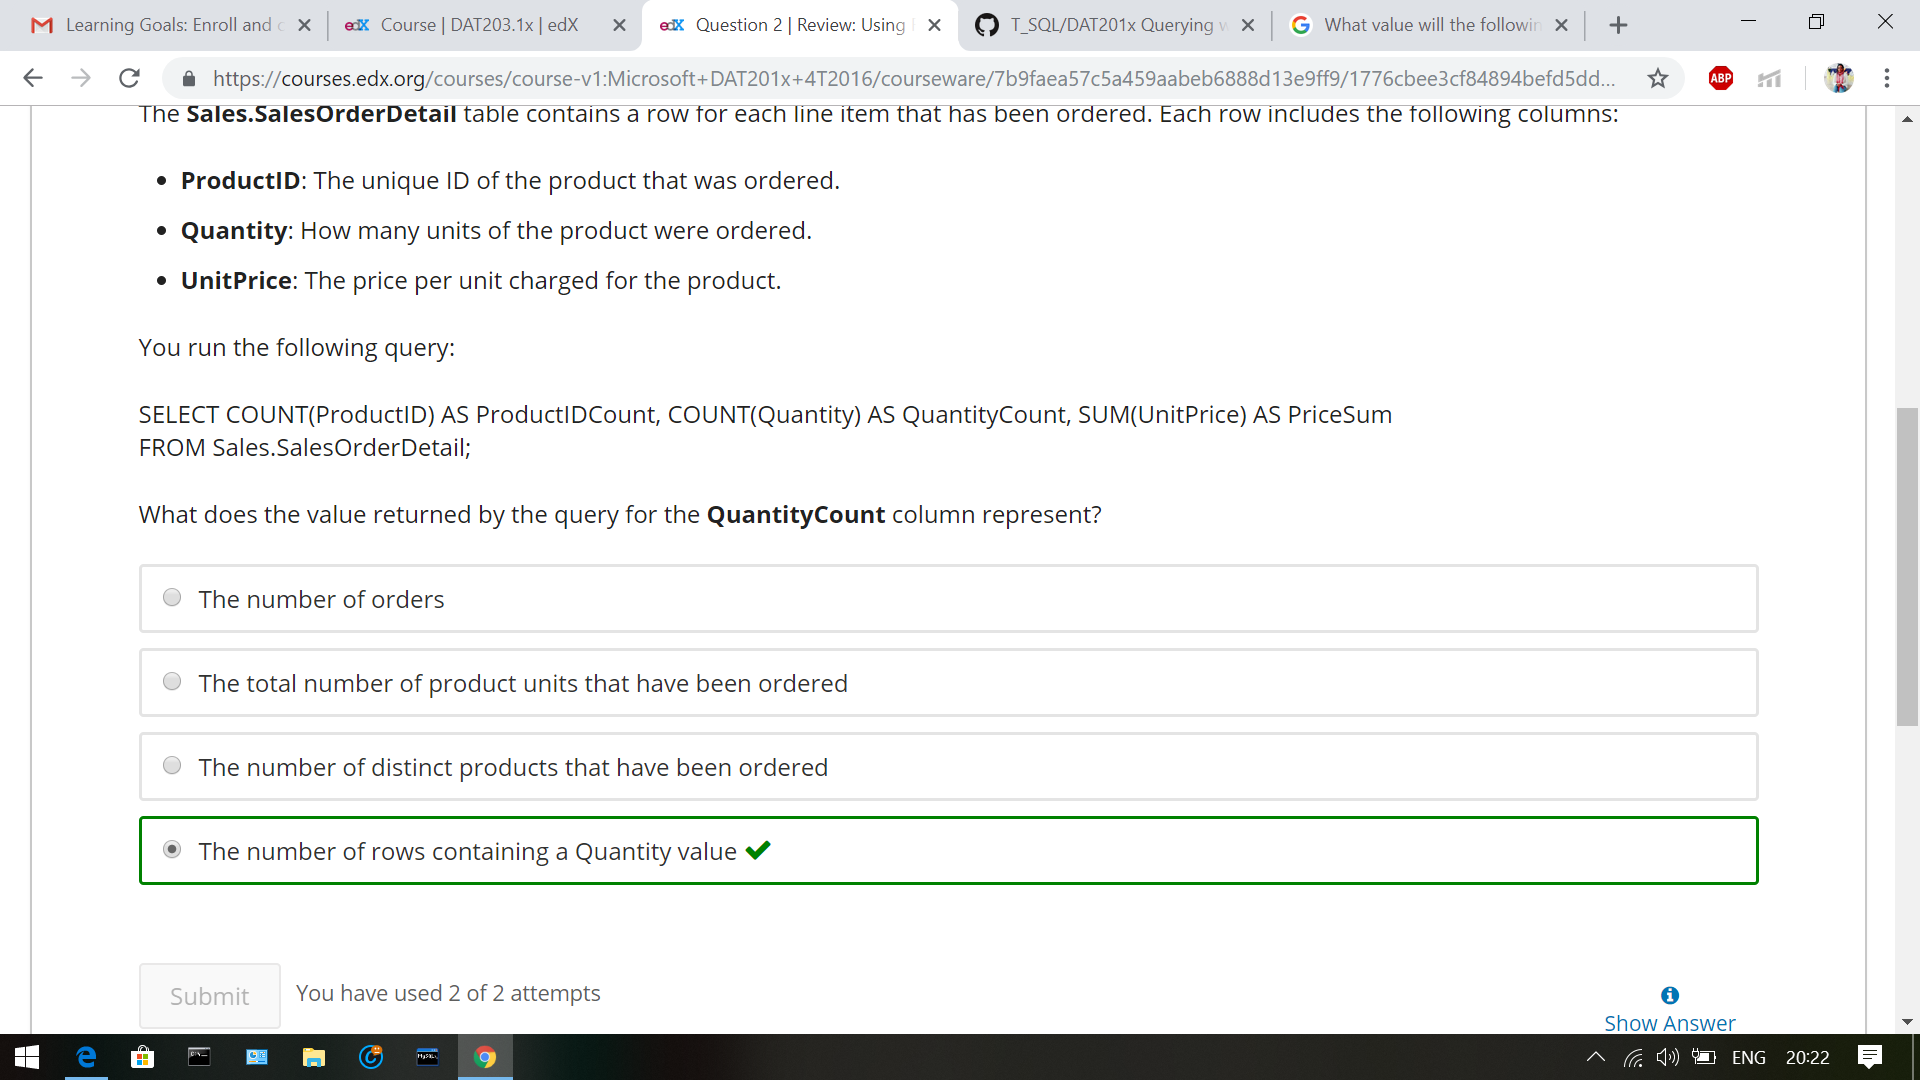 Learning Goals: Enroll and c
edX Course | DAT203.1x | edX
edX Question 2 | Review: Using
T_SQL/DAT201x Querying w
What value will the followin
https://courses.edx.org/courses/course-v1:Microsoft+DAT201x+4T2016/courseware/7b9faea57c5a459aabeb6888d13e9ff9/1776cbee3cf84894befd5dd...
ABP
The Sales.SalesOrderDetail table contains a row for each line item that has been ordered. Each row includes the following columns:
• ProductID: The unique ID of the product that was ordered.
• Quantity: How many units of the product were ordered.
• UnitPrice: The price per unit charged for the product.
You run the following query:
SELECT COUNT(ProductID) AS ProductIDCount, COUNT(Quantity) AS QuantityCount, SUM(UnitPrice) AS PriceSum
FROM Sales.SalesOrderDetail;
What does the value returned by the query for the QuantityCount column represent?
The number of orders
The total number of product units that have been ordered
The number of distinct products that have been ordered
The number of rows containing a Quantity value
Submit
You have used 2 of 2 attempts
Show Answer
ENG
20:22